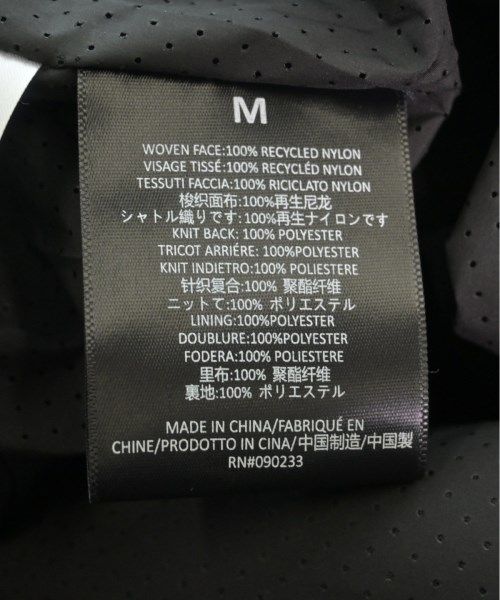 M
WOVEN FACE:100% RECYCLED NYLON
VISAGE TISSÉ:100% RECYCLÉD NYLON
TESSUTI FACCIA:100% RICICLATO NYLON
梭织面布:100%再生尼龙
シャトル織りです:100%再生ナイロンです
KNIT BACK: 100% POLYESTER
TRICOT ARRIÉRE:100% POLYESTER
KNIT INDIETRO:100% POLIESTERE
针织复合:100% 聚酯纤维
ニットて:100% ポリエステル
LINING:100%POLYESTER
DOUBLURE:100% POLYESTER
FODERA:100% POLIESTERE
里布:100% 聚酯纤维
裏地:100% ポリエステル
MADE IN CHINA/FABRIQUÉ EN
CHINE/PRODOTTO IN CINA/中国制造/中国製
RN#090233